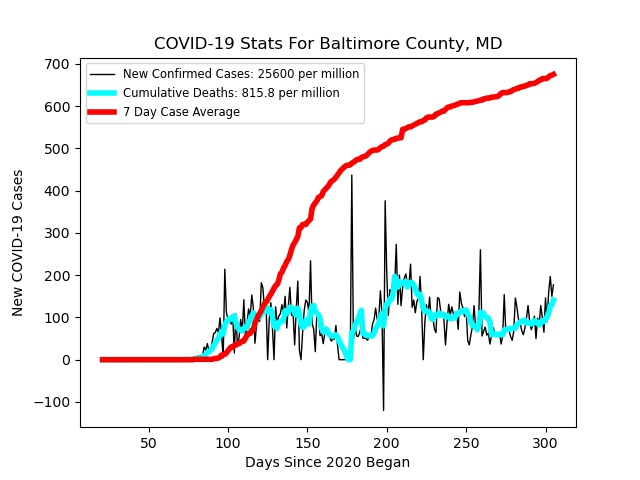 COVID-19 Stats For Baltimore County, MD
New Confirmed Cases: 25600 per million
Cumulative Deaths: 815.8 per million
7 Day Case Average
700
600
500
400
300
200
100
0
−100
New COVID-19 Cases
50
100
150
200
250
300
Days Since 2020 Began